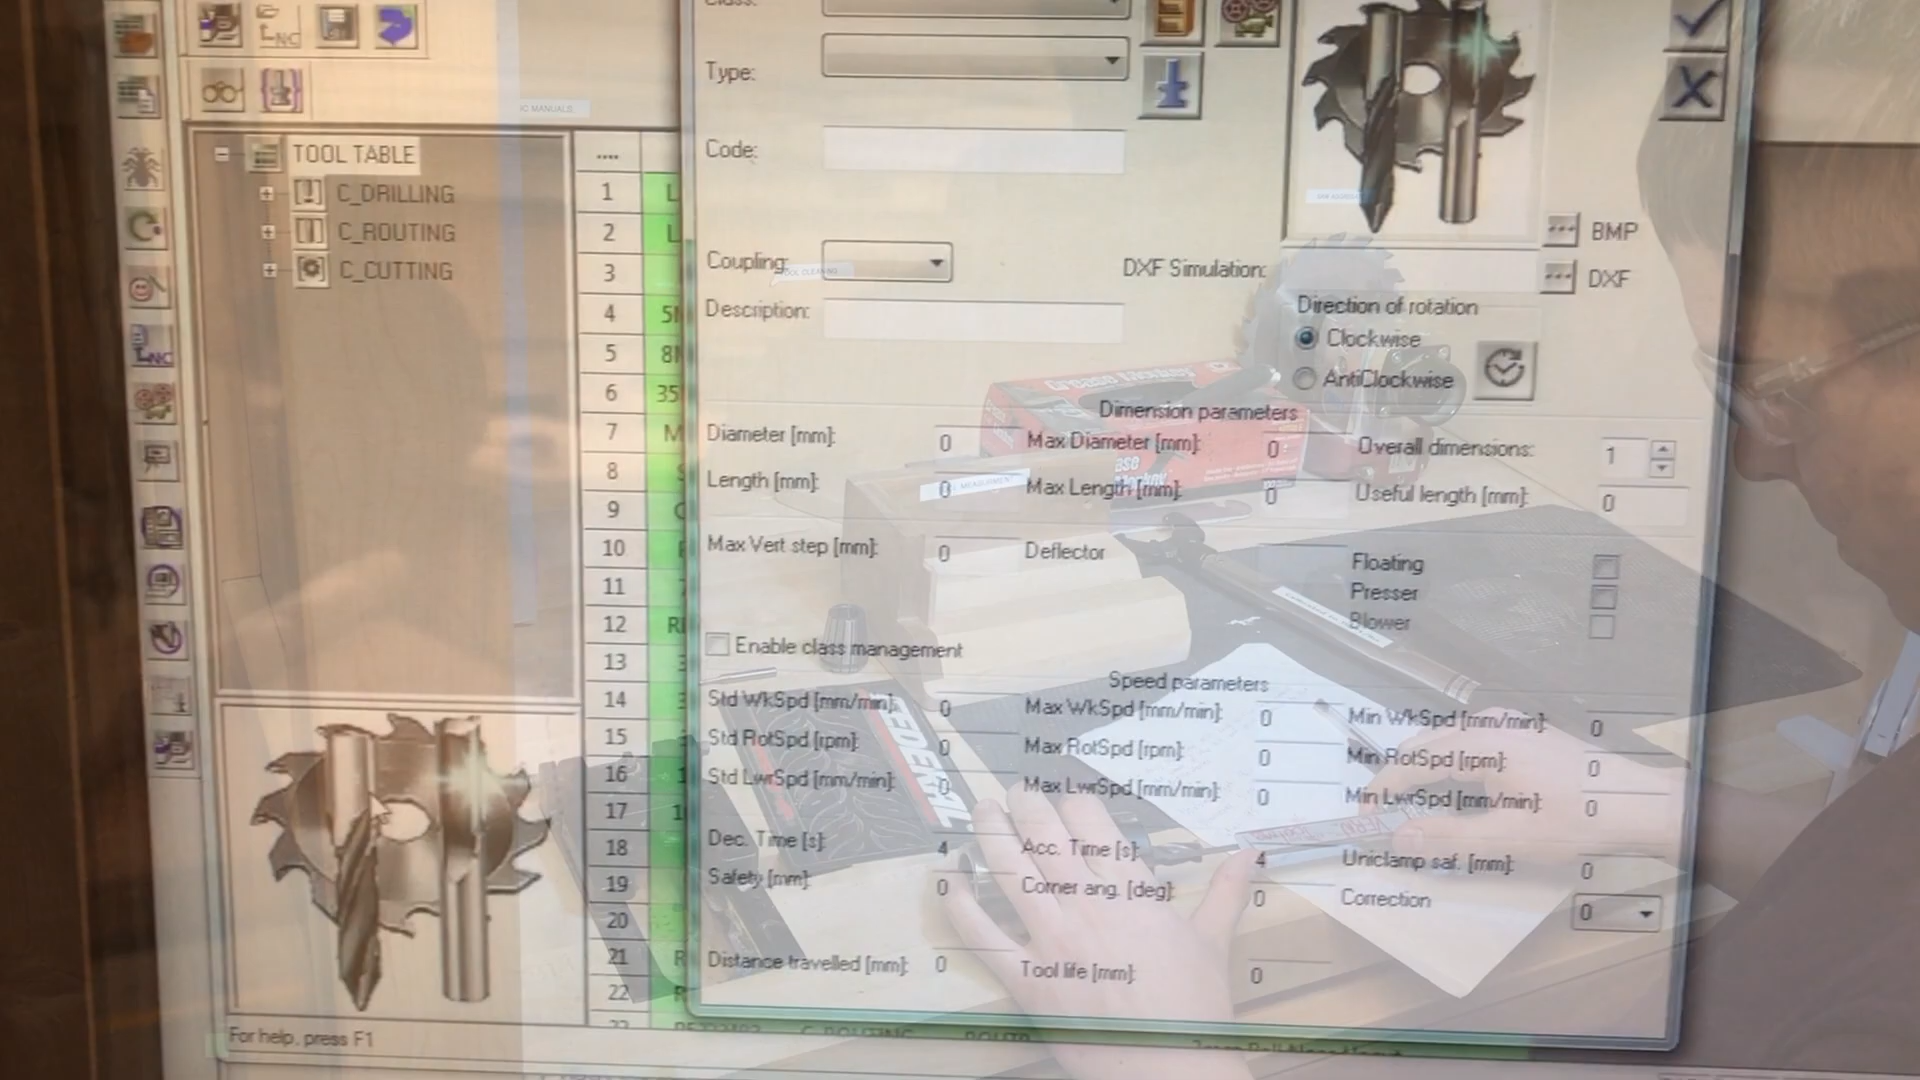 NC
IC MANUALS
TOOL TABLE
C_DRILLING
C_ROUTING
C_CUTTING
1
2
3
4
5
6
7
8
9
10
11
12
13
14
15
16
17
18
19
20
21
22
Type:
Code:
Coupling:
Description:
DXF Simulation:
BMP
DXF
Direction of rotation
Clockwise
AntiClockwise
Dimension parameters
Diameter [mm]: 0
Max Diameter [mm]: 0
Overall dimensions: 1
Length [mm]: 0
Max Length [mm]: 0
Useful length [mm]: 0
Max Vert step [mm]: 0
Deflector
Floating
Presser
Blower
Enable class management
Speed parameters
Std WkSpd [mm/min]: 0
Max WkSpd [mm/min]: 0
Min WkSpd [mm/min]: 0
Std RotSpd [rpm]: 0
Max RotSpd [rpm]: 0
Min RotSpd [rpm]: 0
Std LwrSpd [mm/min]: 0
Max LwrSpd [mm/min]: 0
Min LwrSpd [mm/min]: 0
Dec. Time [s]: 4
Acc. Time [s]: 4
Uniclamp saf. [mm]: 0
Safety [mm]: 0
Corner ang. [deg]: 0
Correction 0
Distance travelled [mm]: 0
Tool life [mm]: 0
For help, press F1
C_ROUTING
Grease Monkey